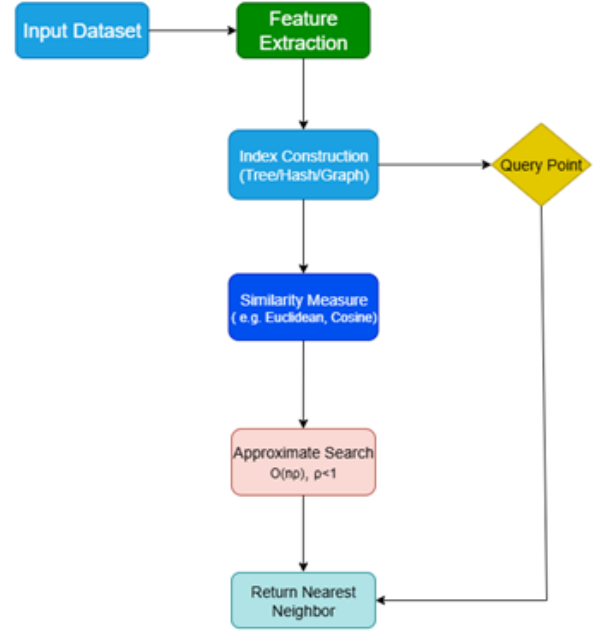 Input Dataset
Feature
Extraction
Index Construction
(Tree/Hash/Graph)
Query Point
Similarity Measure
( e.g. Euclidean, Cosine)
Approximate Search
O(nρ), ρ<1
Return Nearest
Neighbor